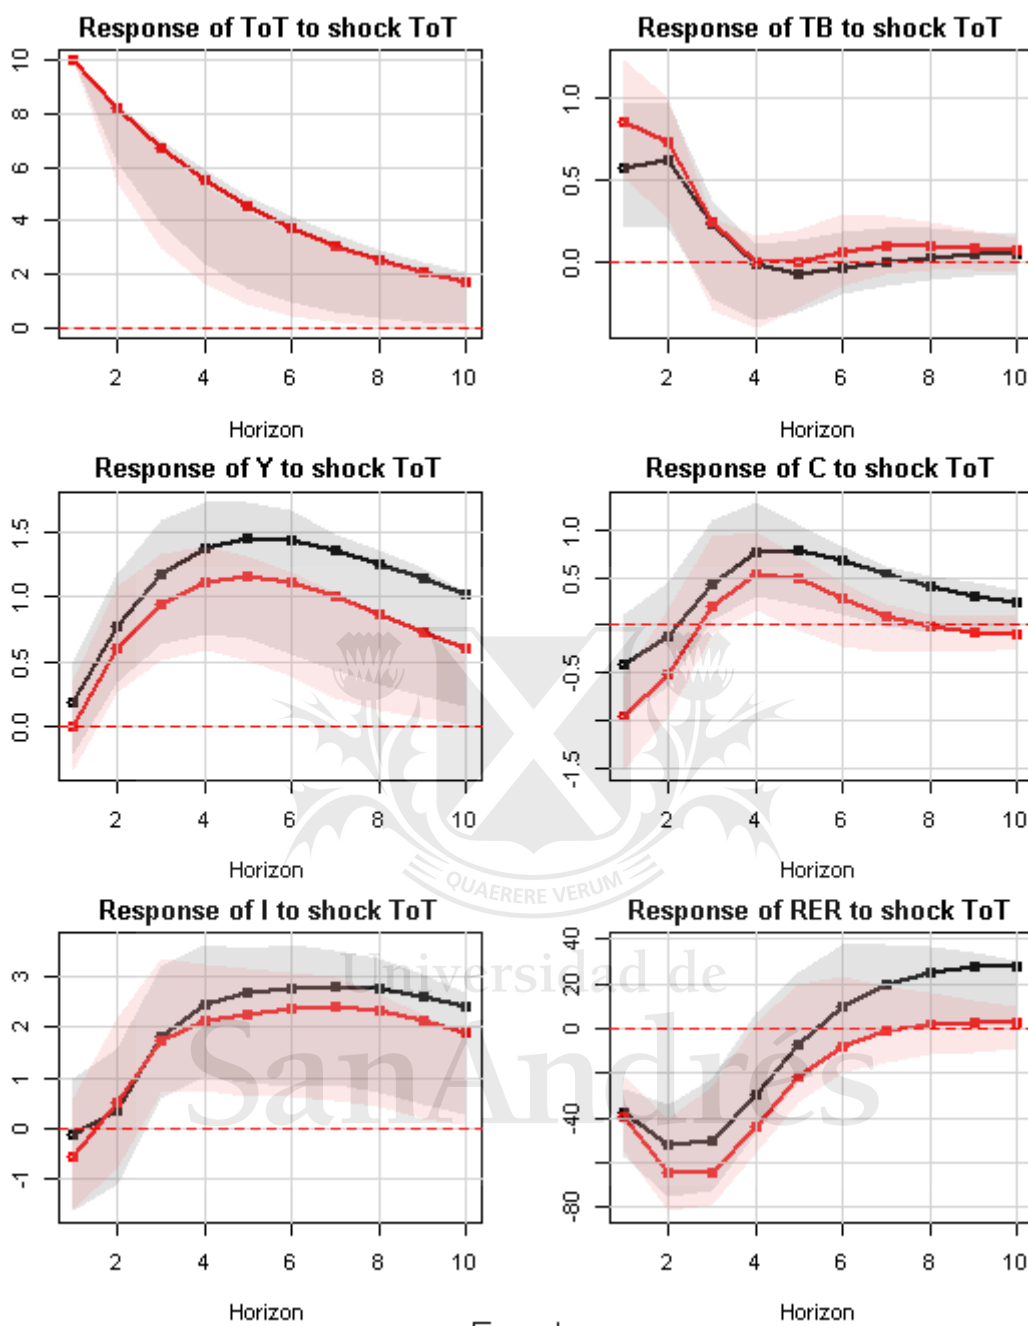 Response of ToT to shock ToT
10
8
6
4
2
0
2 4 6 8 10
Horizon
Response of TB to shock ToT
1.0
0.5
0.0
2 4 6 8 10
Horizon
Response of Y to shock ToT
1.5
1.0
0.5
0.0
2 4 6 8 10
Horizon
Response of C to shock ToT
1.0
0.5
-0.5
-1.5
2 4 6 8 10
Horizon
QUAERERE VERUM
Universidad de
SanAndrés
Response of I to shock ToT
3
2
1
0
-1
2 4 6 8 10
Horizon
Response of RER to shock ToT
40
20
0
-40
-80
2 4 6 8 10
Horizon